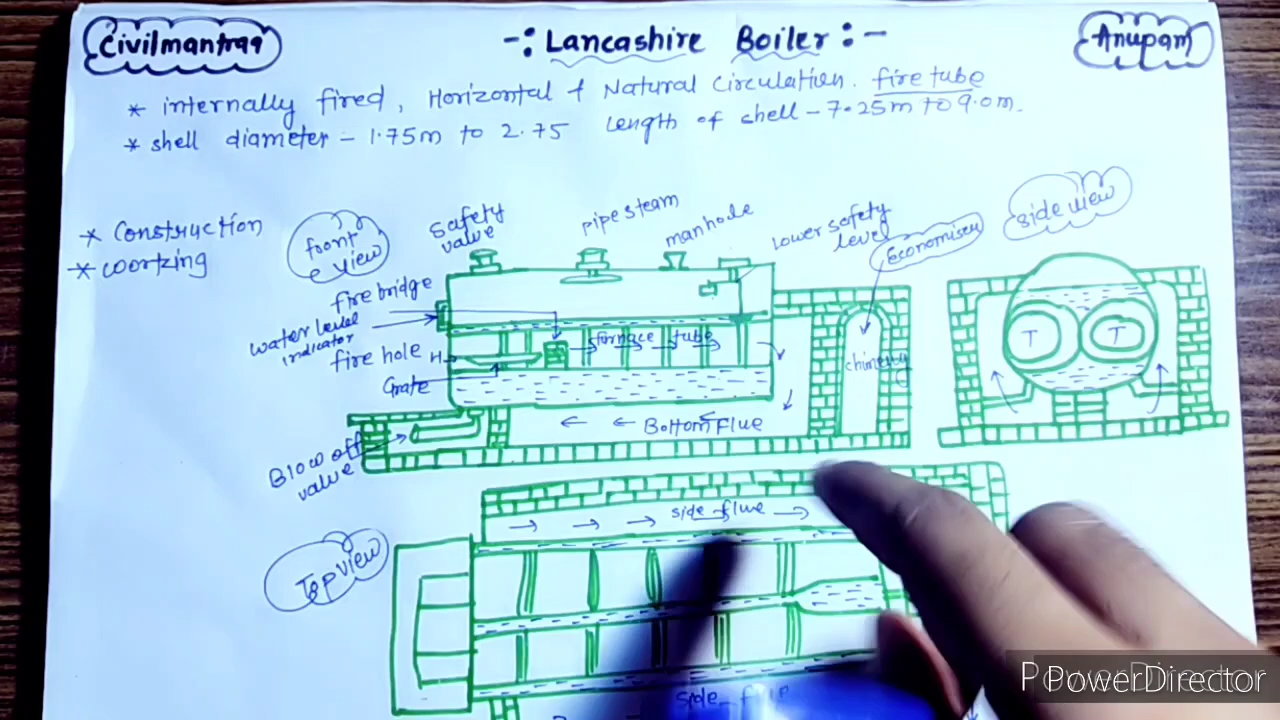 Civilmantraa
-: Lancashire Boiler :-
Anupam
* internally fired, Horizontal & Natural Circulation. fire tube
* shell diameter - 1.75m to 2.75 Length of shell - 7.25m to 9.0m.
* Construction
* Woorking
front view
Safety valve
pipe steam
manhole
Lower safety level
Economiser
Side view
fire bridge
water level indicator
fire hole
Grate
furnace tube
chimney
T T
Bottom flue
Blow off valve
side flue
Top view
side flue
PowerDirector